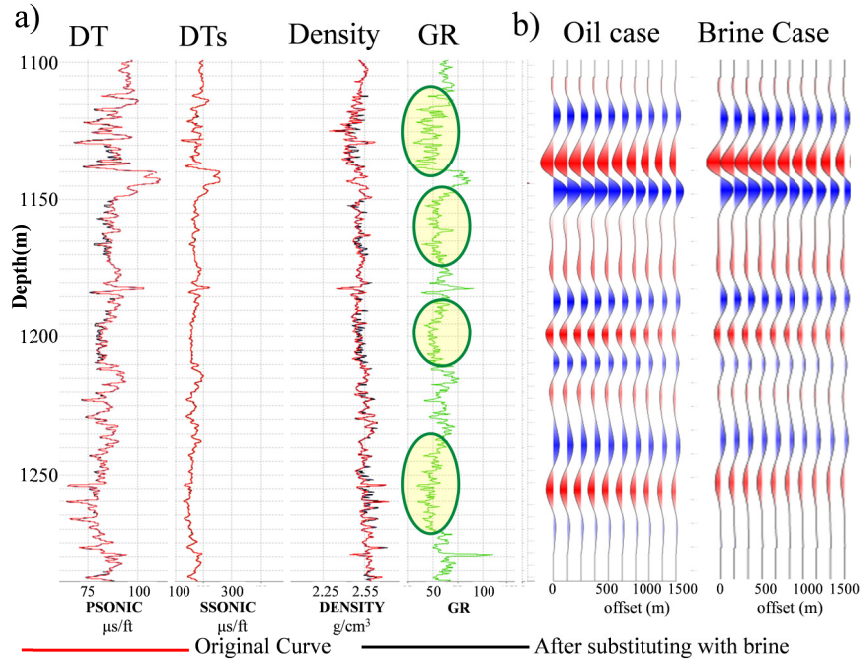 a)
DT DTs Density GR
b)
Oil case Brine Case
1100
1150
1200
1250
Depth(m)
75 100 100 300 2.25 2.55 50 100
0 500 1000 1500 0 500 1000 1500
PSONIC SSONIC DENSITY GR
offset (m) offset (m)
µs/ft µs/ft g/cm³
Original Curve After substituting with brine